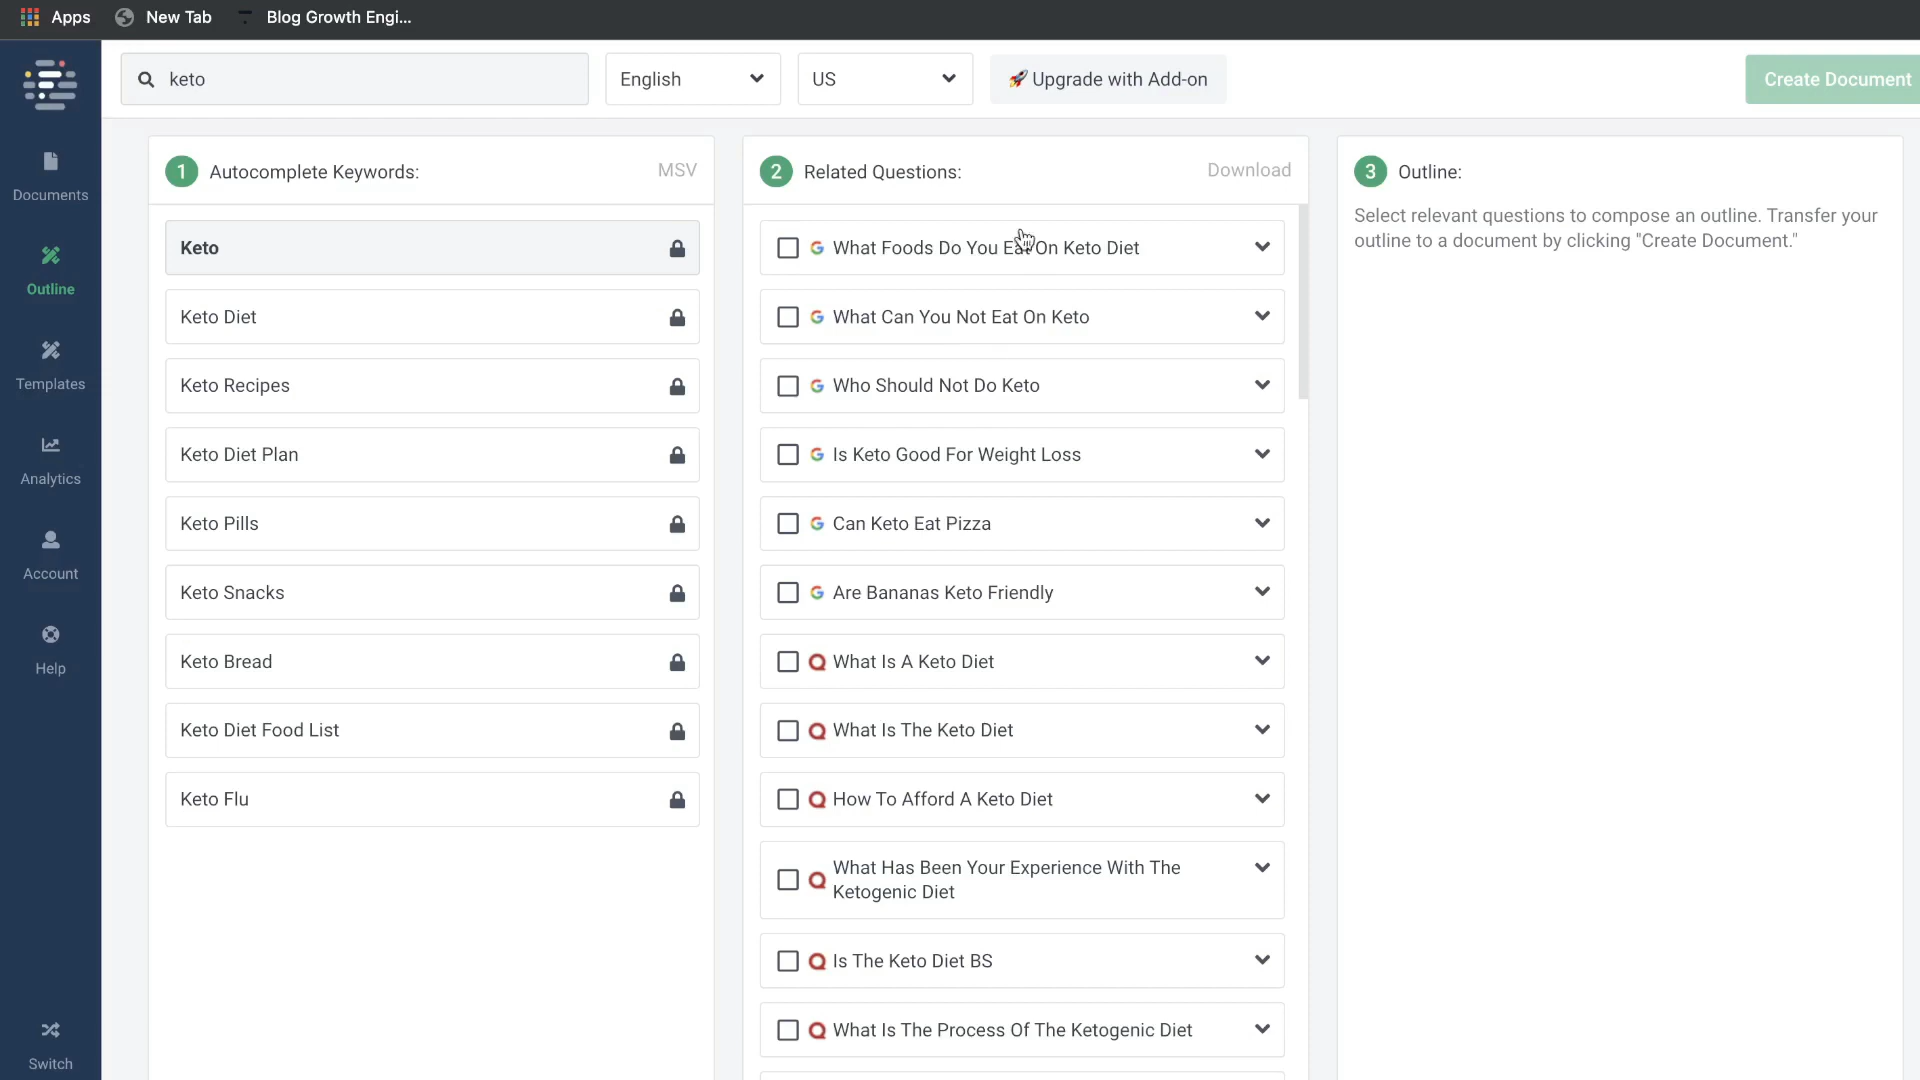 Apps
New Tab
Blog Growth Engi...
keto
English
US
🚀 Upgrade with Add-on
Create Document
Documents
Outline
Templates
Analytics
Account
Help
Switch
1 Autocomplete Keywords:
MSV
Keto
Keto Diet
Keto Recipes
Keto Diet Plan
Keto Pills
Keto Snacks
Keto Bread
Keto Diet Food List
Keto Flu
2 Related Questions:
Download
What Foods Do You Eat On Keto Diet
What Can You Not Eat On Keto
Who Should Not Do Keto
Is Keto Good For Weight Loss
Can Keto Eat Pizza
Are Bananas Keto Friendly
What Is A Keto Diet
What Is The Keto Diet
How To Afford A Keto Diet
What Has Been Your Experience With The
Ketogenic Diet
Is The Keto Diet BS
What Is The Process Of The Ketogenic Diet
3 Outline:
Select relevant questions to compose an outline. Transfer your
outline to a document by clicking "Create Document."